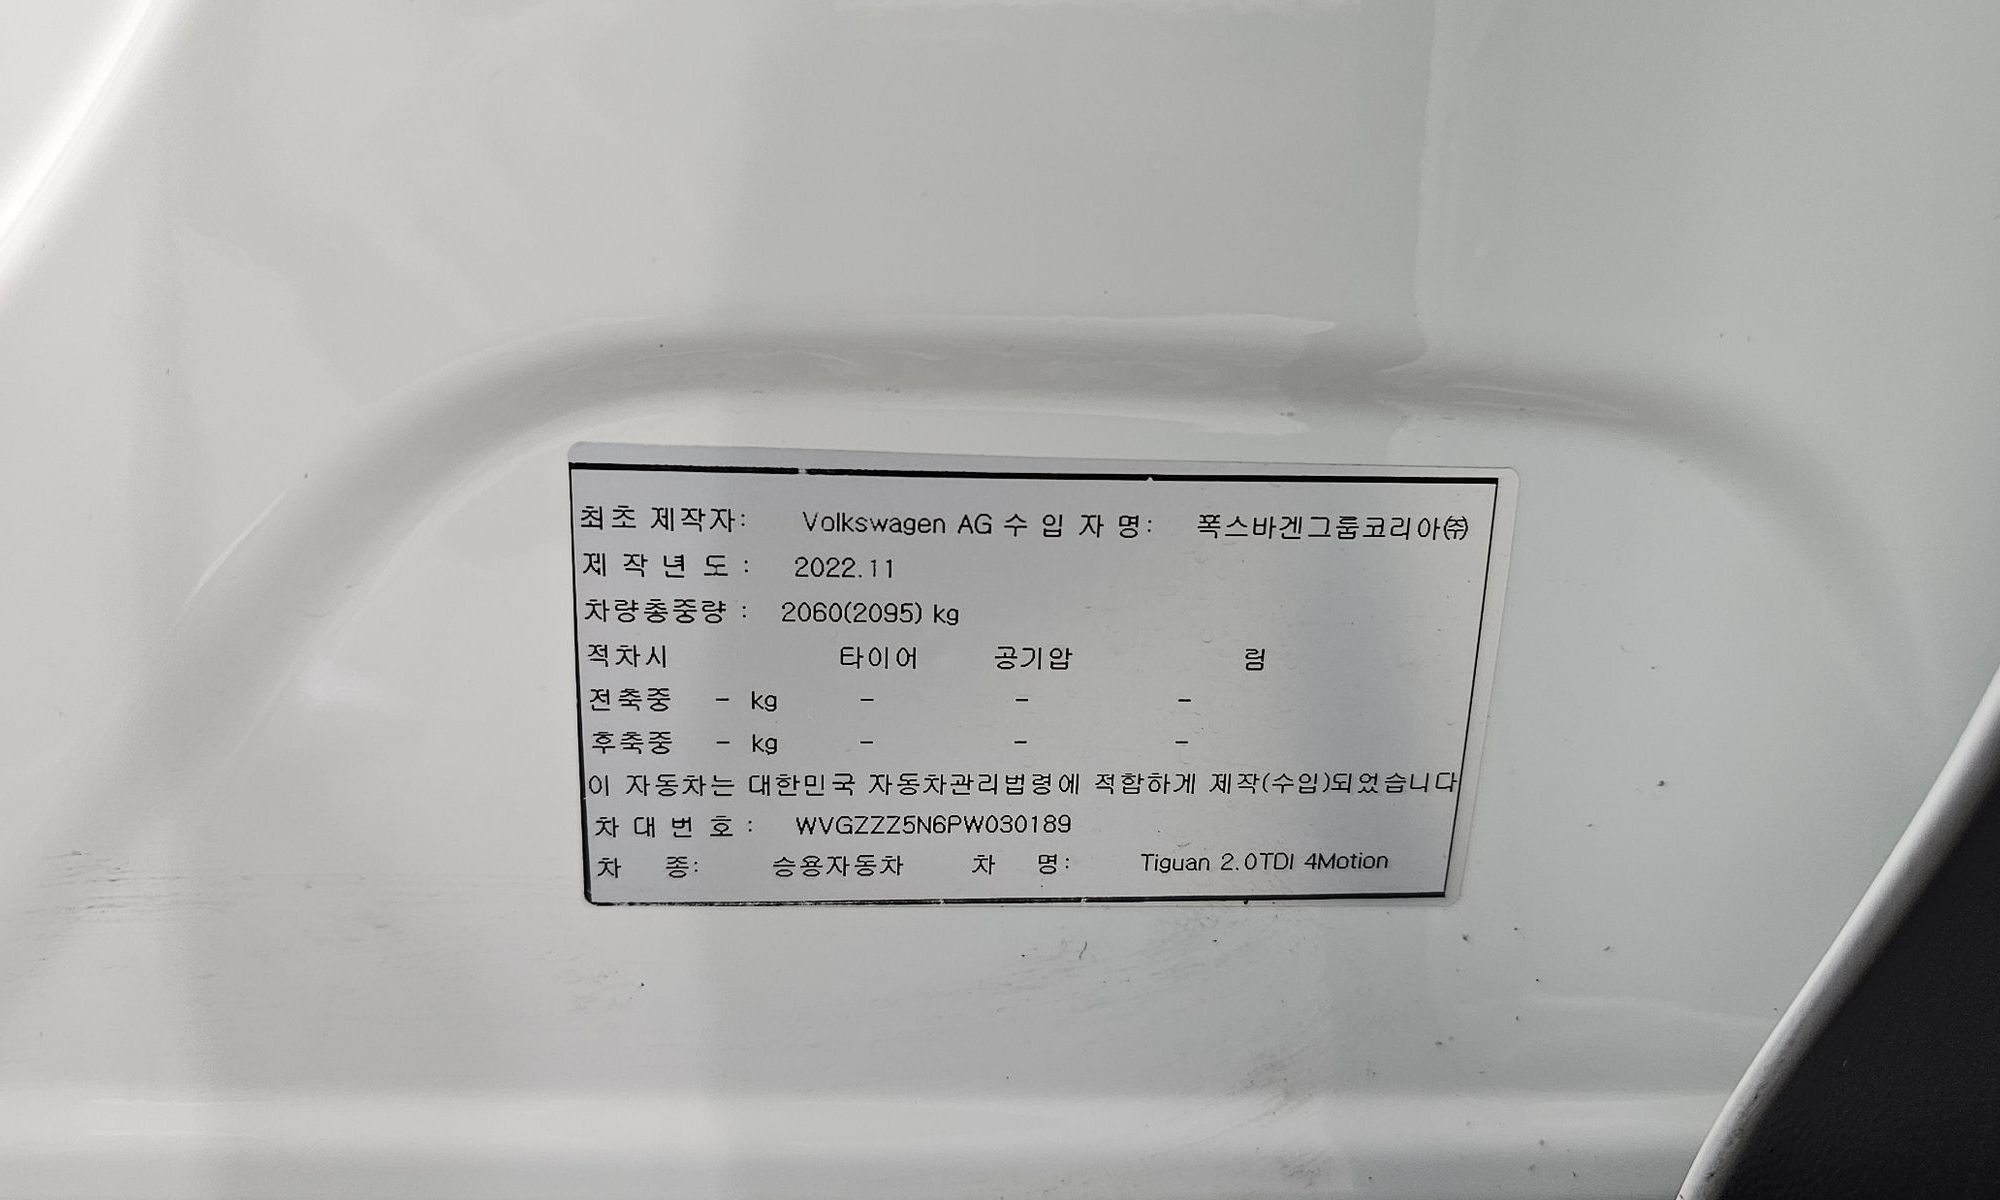 최초 제작자: Volkswagen AG 수 입 자 명: 폭스바겐그룹코리아㈜
제 작 년 도 : 2022.11
차량총중량 : 2060(2095) kg
적차시 타이어 공기압 림
전축중 - kg - - -
후축중 - kg - - -
이 자동차는 대한민국 자동차관리법령에 적합하게 제작(수입)되었습니다
차 대 번 호 : WVGZZZ5N6PW030189
차 종: 승용자동차 차 명: Tiguan 2.0TDI 4Motion